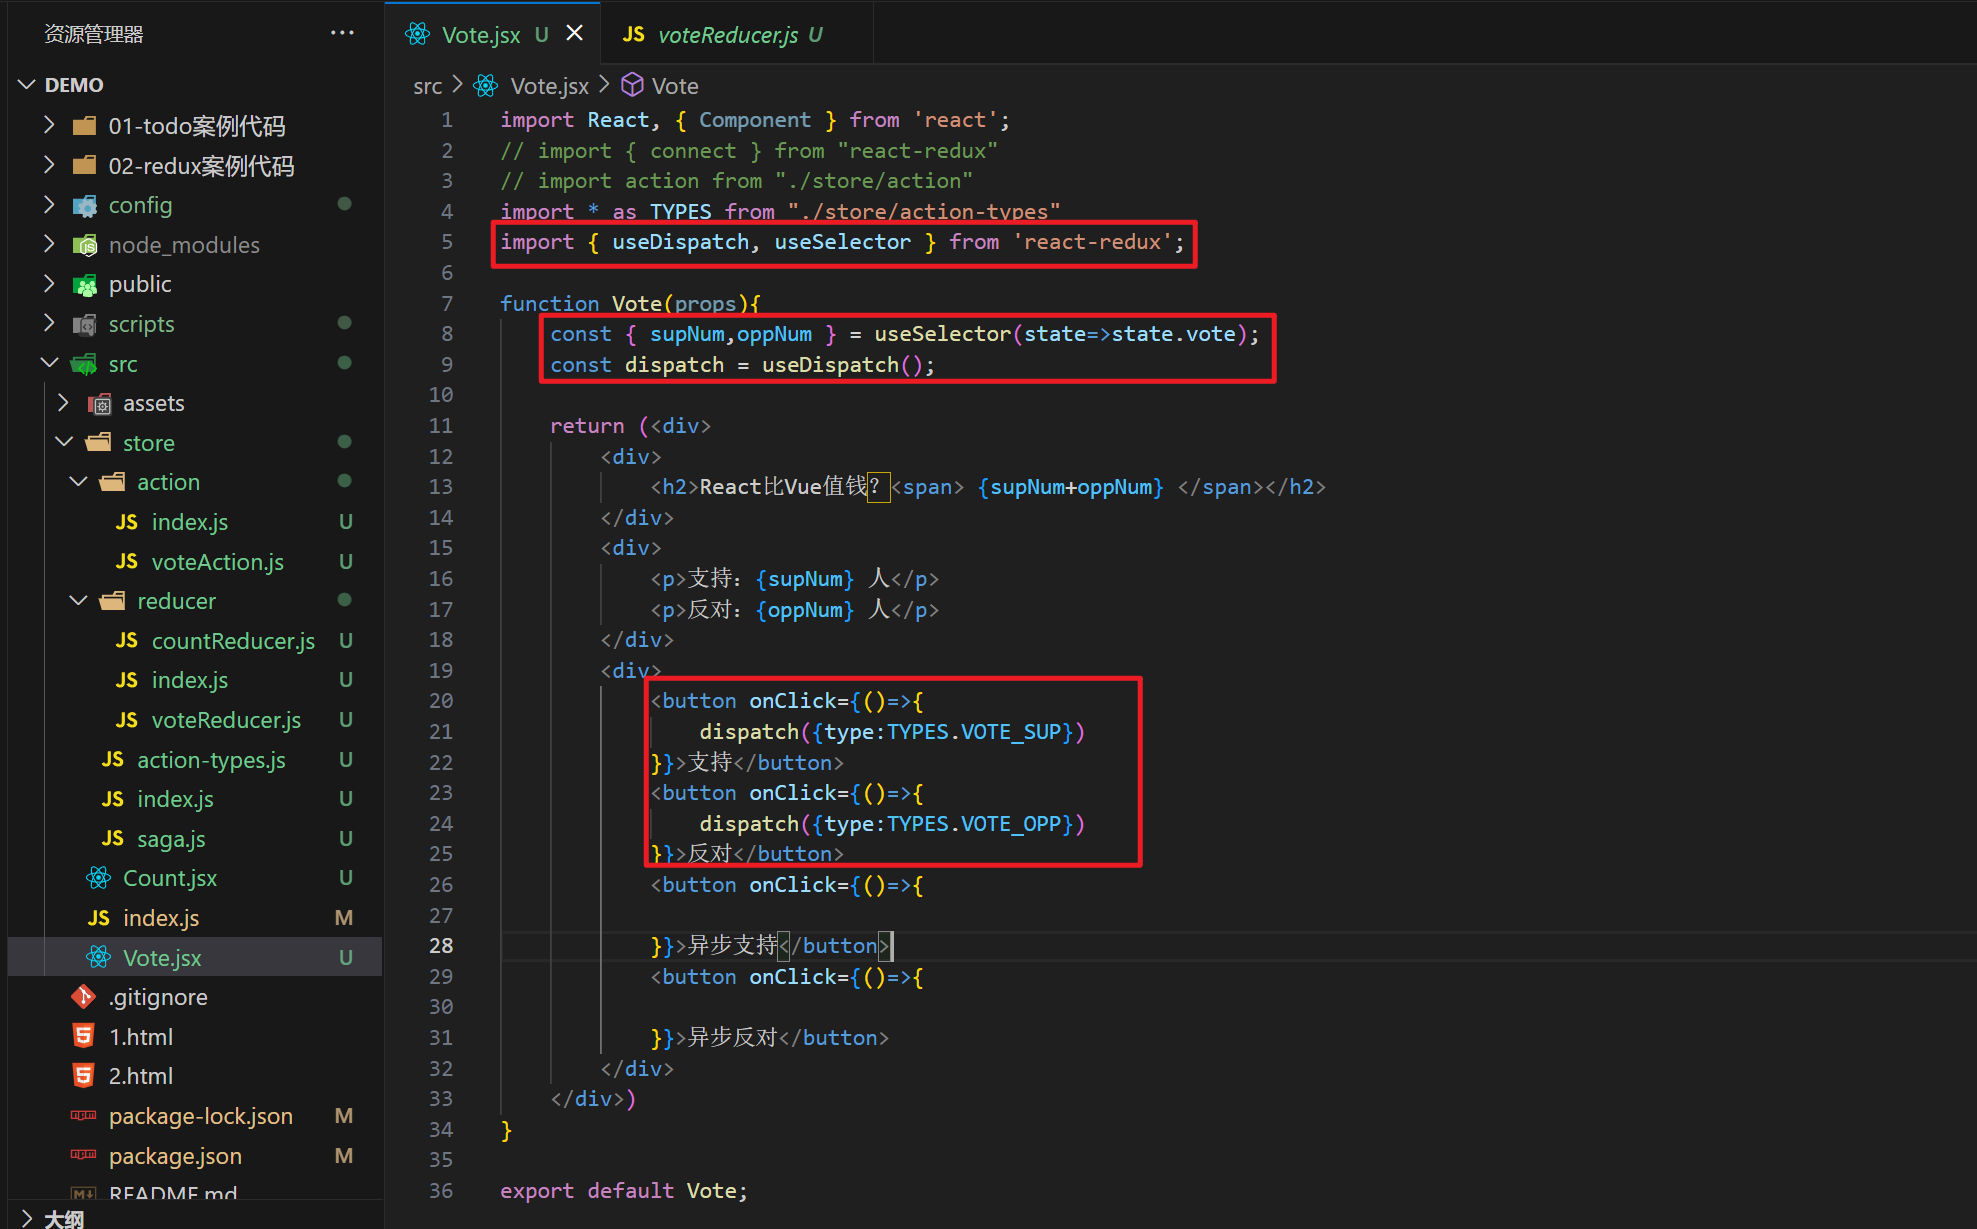 资源管理器 ···
DEMO
01-todo案例代码
02-redux案例代码
config
node_modules
public
scripts
src
assets
store
action
JS index.js U
JS voteAction.js U
reducer
JS countReducer.js U
JS index.js U
JS voteReducer.js U
JS action-types.js U
JS index.js U
JS saga.js U
Count.jsx U
JS index.js M
Vote.jsx U
.gitignore
1.html
2.html
package-lock.json M
package.json M
README.md
大纲
Vote.jsx U
JS voteReducer.js U
src > Vote.jsx > Vote
1 import React, { Component } from 'react';
2 // import { connect } from "react-redux"
3 // import action from "./store/action"
4 import * as TYPES from "./store/action-types"
5 import { useDispatch, useSelector } from 'react-redux';
6
7 function Vote(props){
8 const { supNum,oppNum } = useSelector(state=>state.vote);
9 const dispatch = useDispatch();
10
11 return (<div>
12 <div>
13 <h2>React比Vue值钱？<span> {supNum+oppNum} </span></h2>
14 </div>
15 <div>
16 <p>支持：{supNum} 人</p>
17 <p>反对：{oppNum} 人</p>
18 </div>
19 <div>
20 <button onClick={()=>{
21 dispatch({type:TYPES.VOTE_SUP})
22 }}>支持</button>
23 <button onClick={()=>{
24 dispatch({type:TYPES.VOTE_OPP})
25 }}>反对</button>
26 <button onClick={()=>{
27
28 }}>异步支持</button>
29 <button onClick={()=>{
30
31 }}>异步反对</button>
32 </div>
33 </div>)
34 }
35
36 export default Vote;